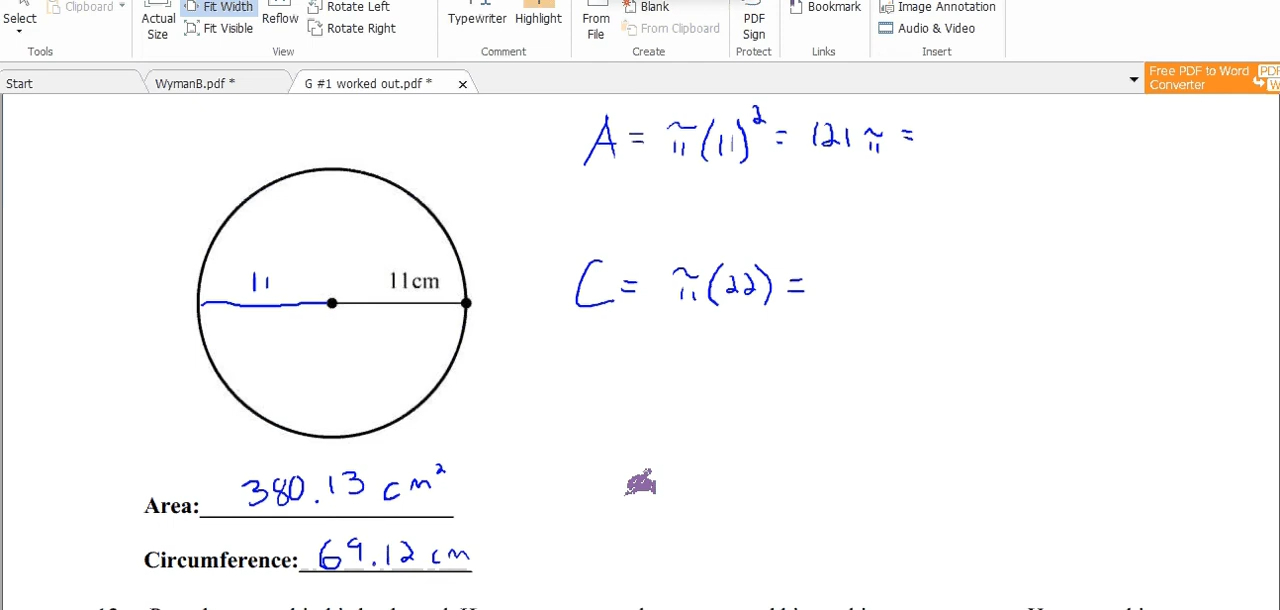 Select
Clipboard
Actual Size
Fit Width
Fit Visible
Reflow
Rotate Left
Rotate Right
Typewriter
Highlight
From File
Blank
From Clipboard
PDF Sign
Bookmark
Image Annotation
Audio & Video
Tools
View
Comment
Create
Protect
Links
Insert
Start
WymanB.pdf *
G #1 worked out.pdf *
x
Free PDF to Word Converter
A = π(11)² = 121π =
C = π(22) =
11
11cm
Area: 380.13 cm²
Circumference: 69.12 cm